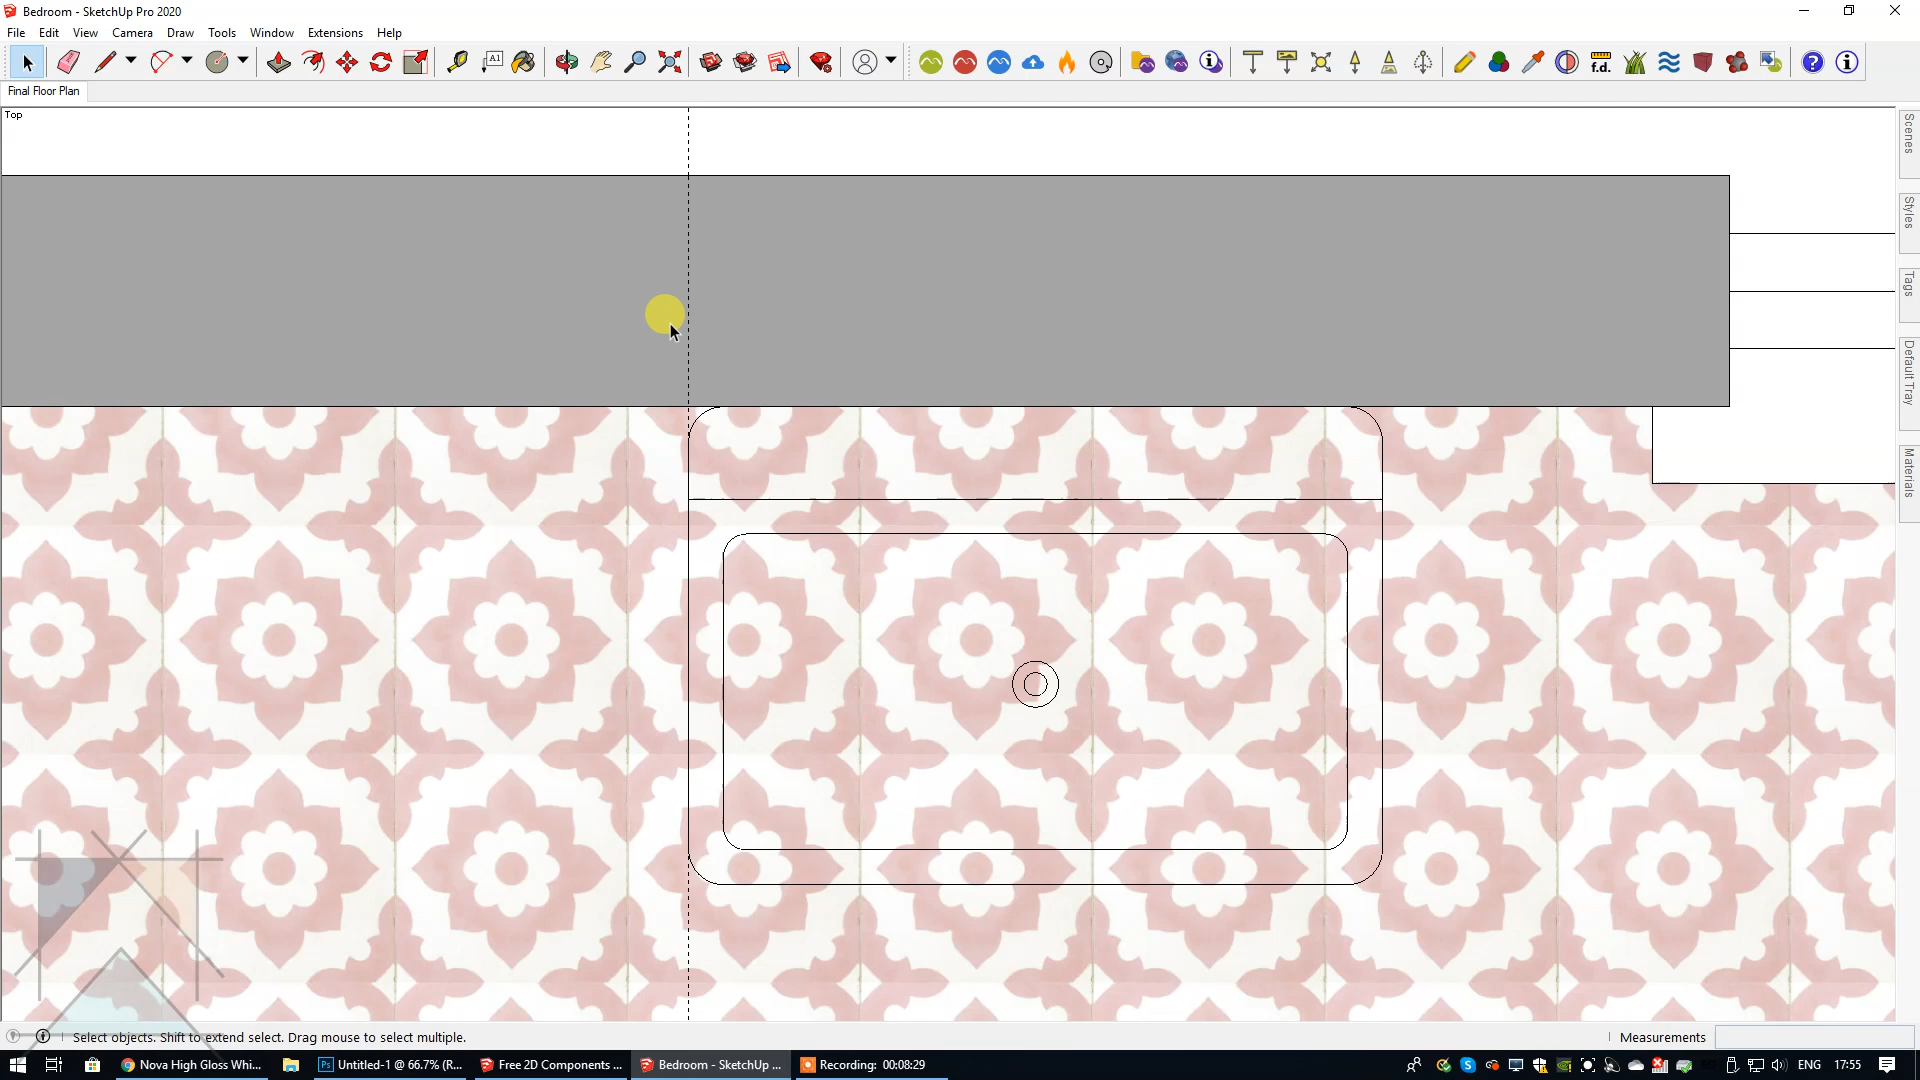 Bedroom - SketchUp Pro 2020
File Edit View Camera Draw Tools Window Extensions Help
A1
f.d.
Final Floor Plan
Top
Scenes
Styles
Tags
Default Tray
Materials
Select objects. Shift to extend select. Drag mouse to select multiple.
Measurements
Nova High Gloss Whi...
Ps
Untitled-1 @ 66.7% (R...
Free 2D Components ...
Bedroom - SketchUp ...
Recording: 00:08:29
ENG
17:55